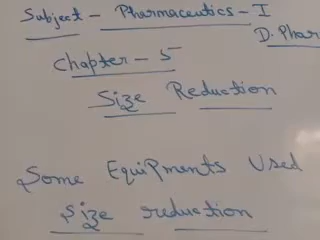 Subject - Pharmaceutics - I
D. Phar
Chapter - 5
Size Reduction
Some Equipments Used
size reduction